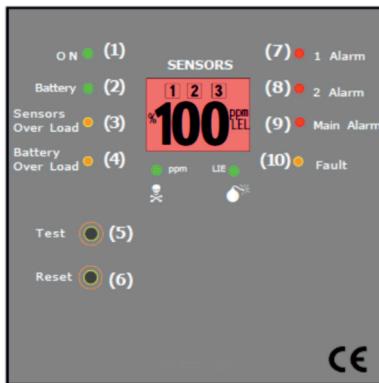 SENSORS
ON (1)
Battery (2)
Sensors
Over Load (3)
Battery
Over Load (4)
1 2 3
% 100 ppm
LEL
ppm LIE
(7) 1 Alarm
(8) 2 Alarm
(9) Main Alarm
(10) Fault
Test (5)
Reset (6)
CE